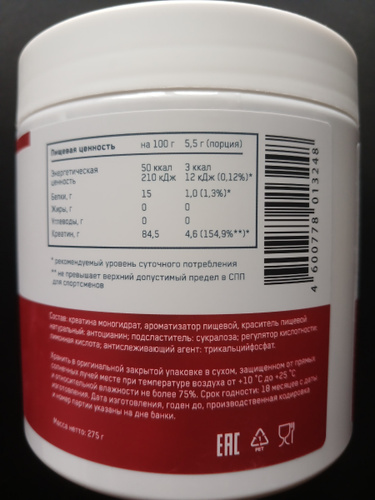 Пищевая ценность на 100 г 5,5 г (порция)
Энергетическая ценность 50 ккал 3 ккал
210 кДж 12 кДж (0,12%)*
Белки, г 15 1,0 (1,3%)*
Жиры, г 0 0
Углеводы, г 0 0
Креатин, г 84,5 4,6 (154,9%**)*
* рекомендуемый уровень суточного потребления
** не превышает верхний допустимый предел в СПП
для спортсменов
4 600778 013248
Состав: креатина моногидрат, ароматизатор пищевой, краситель пищевой
натуральный: антоцианин; подсластитель: сукралоза; регулятор кислотности:
лимонная кислота; антислеживающий агент: трикальцийфосфат.
Хранить в оригинальной закрытой упаковке в сухом, защищенном от прямых
солнечных лучей месте при температуре воздуха от +10 °С до +25 °С
и относительной влажности не более 75%. Срок годности: 18 месяцев с даты
изготовления. Дата изготовления, годен до, производственная кодировка
и номер партии указаны на дне банки.
Масса нетто: 275 г
EAC
PET